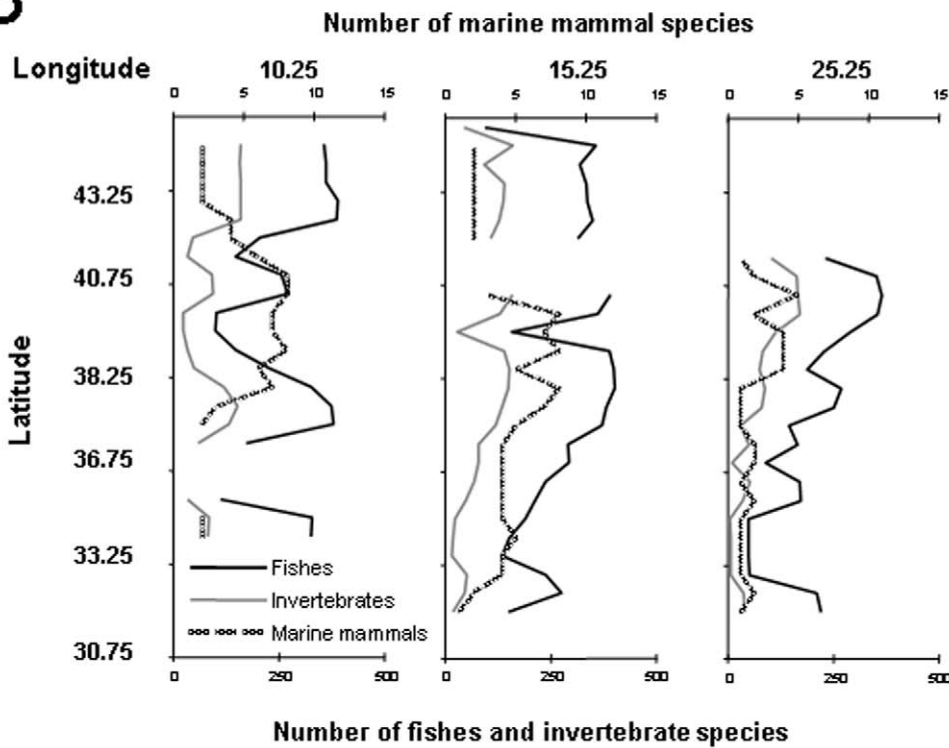 Number of marine mammal species
Longitude 10.25 15.25 25.25
0 5 10 15 0 5 10 15 0 5 10 15
43.25
40.75
38.25
36.75
33.25
30.75
Latitude
Fishes
Invertebrates
Marine mammals
0 250 500 0 250 500 0 250 500
Number of fishes and invertebrate species